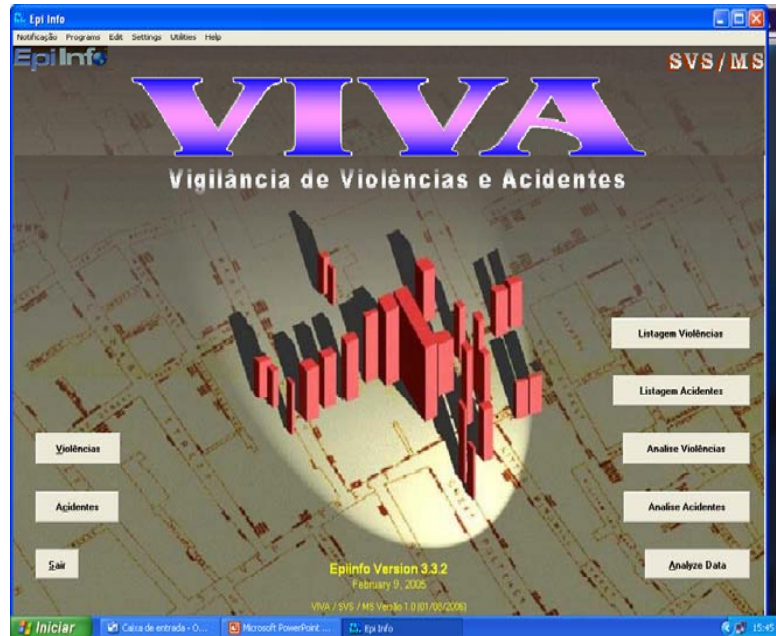 Epi Info
Notificação Programs Edit Settings Utilities Help
EpiInfo
SVS/MS
VIVA
Vigilância de Violências e Acidentes
Listagem Violências
Listagem Acidentes
Violências
Analise Violências
Acidentes
Analise Acidentes
Sair
Analyze Data
Epiinfo Version 3.3.2
February 9, 2005
VIVA / SVS / MS Versão 1.0 (01/08/2006)
Iniciar
Caixa de entrada - O...
Microsoft PowerPoint ...
Epi Info
15:45